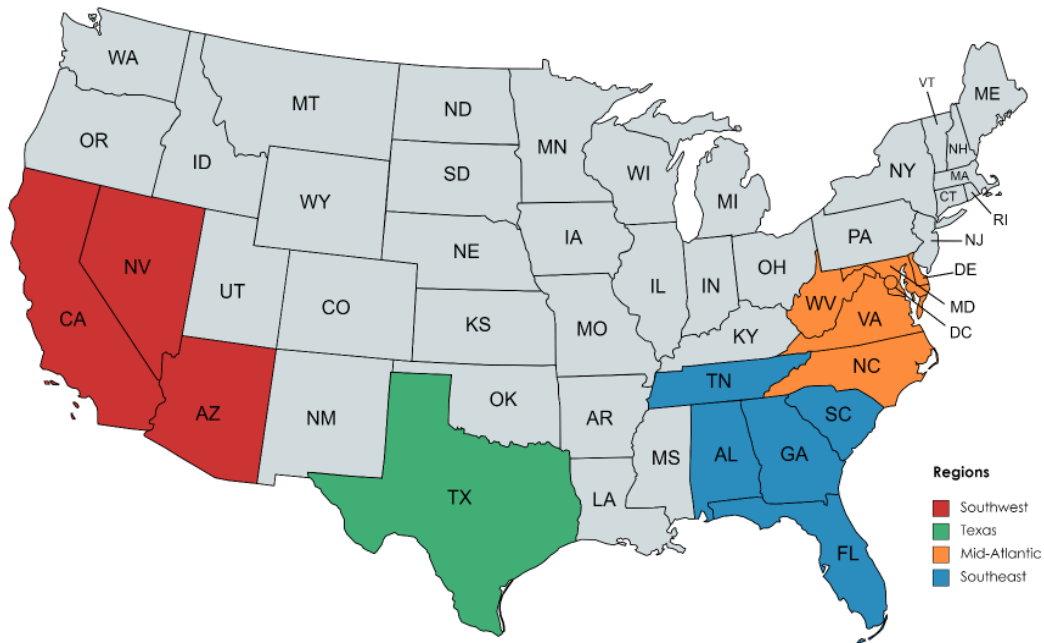 WA
MT
ND
MN
VT
ME
OR
ID
SD
WI
NH
NY
MA
WY
MI
CT
RI
IA
PA
NJ
NE
NV
OH
DE
UT
IL
IN
WV
MD
CO
CA
KS
MO
VA
DC
KY
NC
TN
AZ
NM
OK
AR
SC
MS
AL
GA
TX
LA
FL
Regions
Southwest
Texas
Mid-Atlantic
Southeast